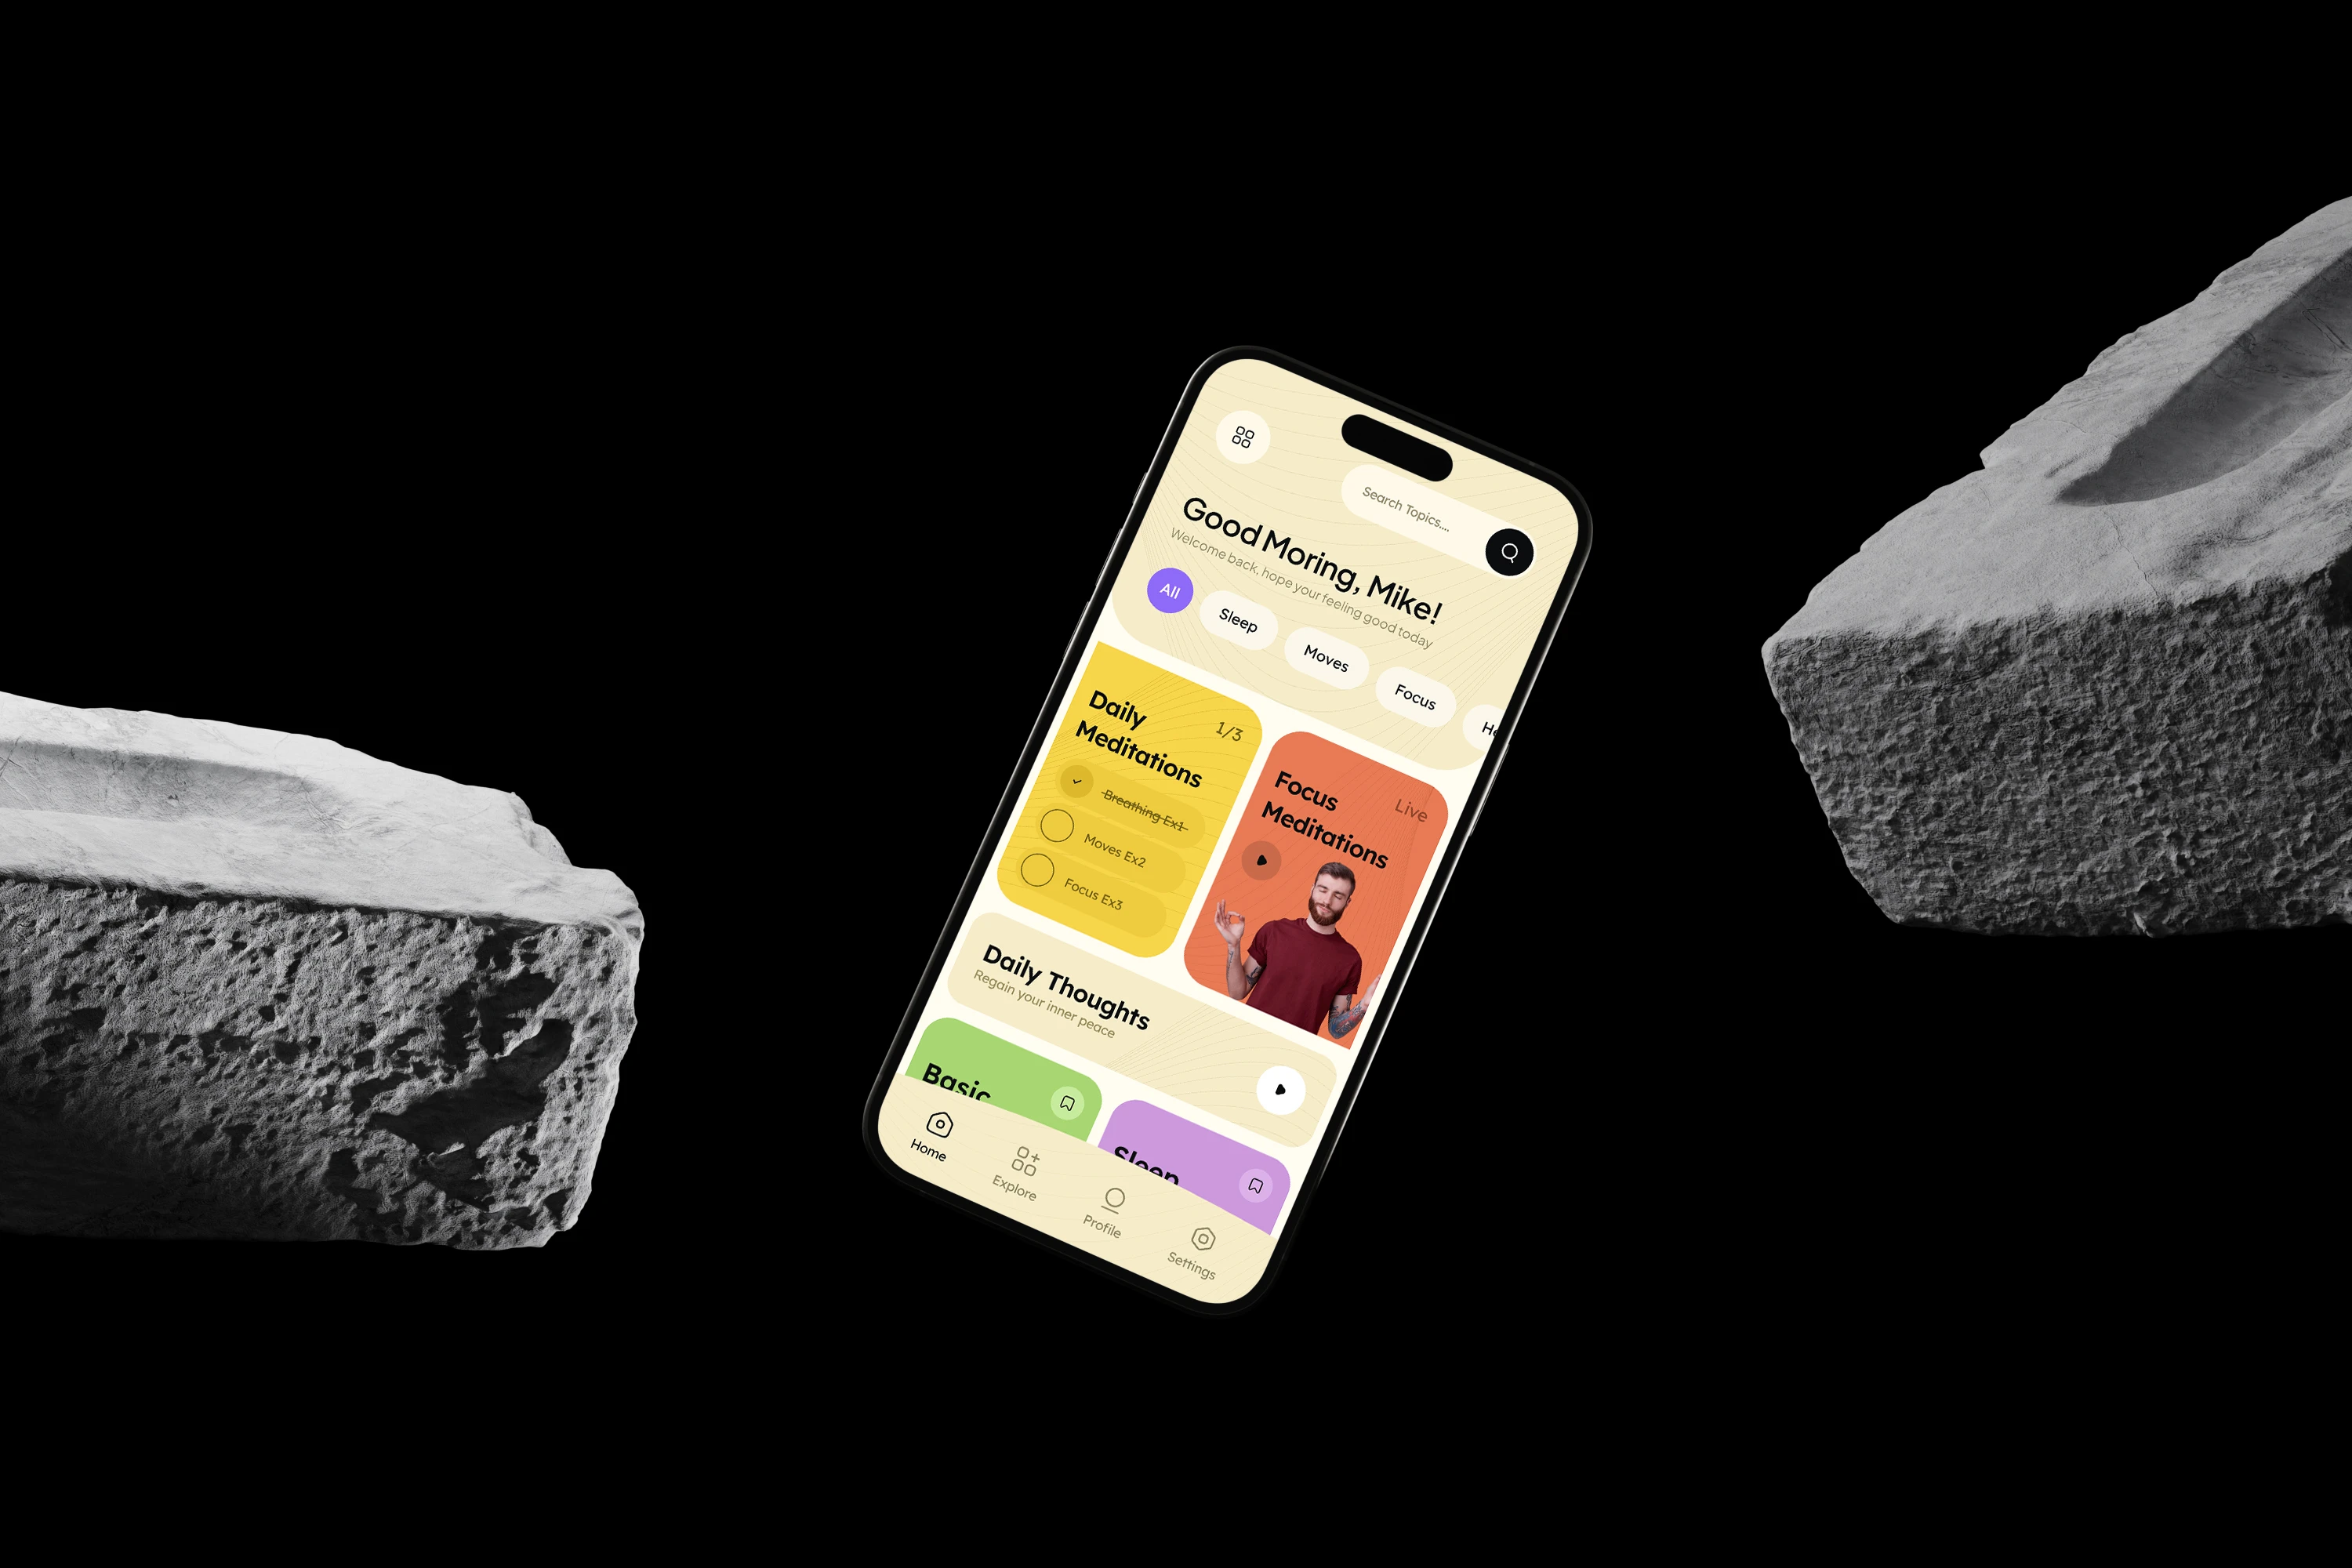 Search Topics....
Good Moring, Mike!
Welcome back, hope your feeling good today
All
Sleep
Moves
Focus
He
Daily
Meditations
1/3
Breathing Ex1
Moves Ex2
Focus Ex3
Focus
Meditations
Live
Daily Thoughts
Regain your inner peace
Basic
Sleep
Home
Explore
Profile
Settings